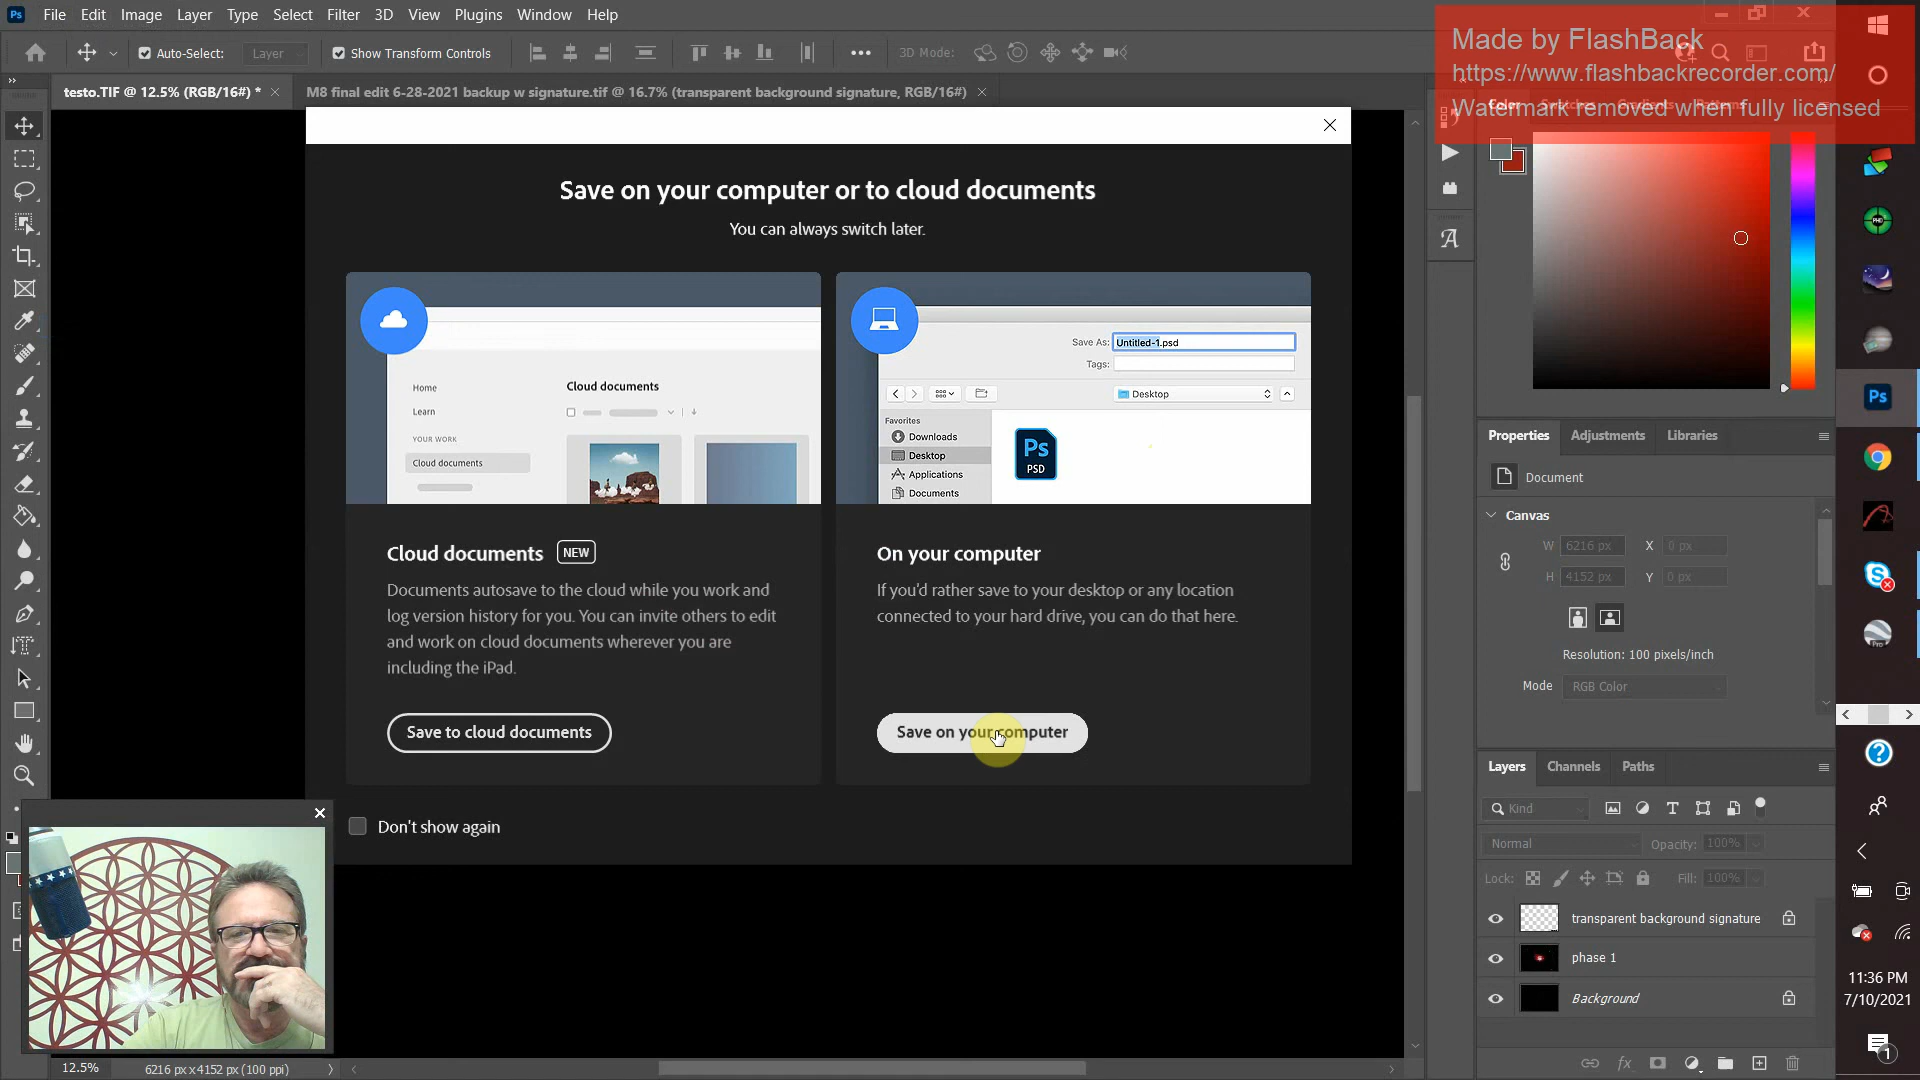 Ps File Edit Image Layer Type Select Filter 3D View Plugins Window Help
Auto-Select: Layer Show Transform Controls 3D Mode:
Made by FlashBack
https://www.flashbackrecorder.com/
Watermark removed when fully licensed
testo.TIF @ 12.5% (RGB/16#) * M8 final edit 6-28-2021 backup w signature.tif @ 16.7% (transparent background signature, RGB/16#)
Color Swatches Gradients Patterns
Save on your computer or to cloud documents
You can always switch later.
Home
Learn
YOUR WORK
Cloud documents
Cloud documents
Save As: Untitled-1.psd
Tags:
Desktop
Favorites
Downloads
Desktop
Applications
Documents
Ps
PSD
Cloud documents NEW
Documents autosave to the cloud while you work and
log version history for you. You can invite others to edit
and work on cloud documents wherever you are
including the iPad.
Save to cloud documents
On your computer
If you'd rather save to your desktop or any location
connected to your hard drive, you can do that here.
Save on your computer
Don't show again
Ps
Properties Adjustments Libraries
Document
Canvas
W 6216 px X 0 px
H 4152 px Y 0 px
Resolution: 100 pixels/inch
Mode RGB Color
Layers Channels Paths
Kind
Normal Opacity: 100%
Lock: Fill: 100%
transparent background signature
phase 1
Background
12.5% 6216 px x 4152 px (100 ppi)
11:36 PM
7/10/2021
1